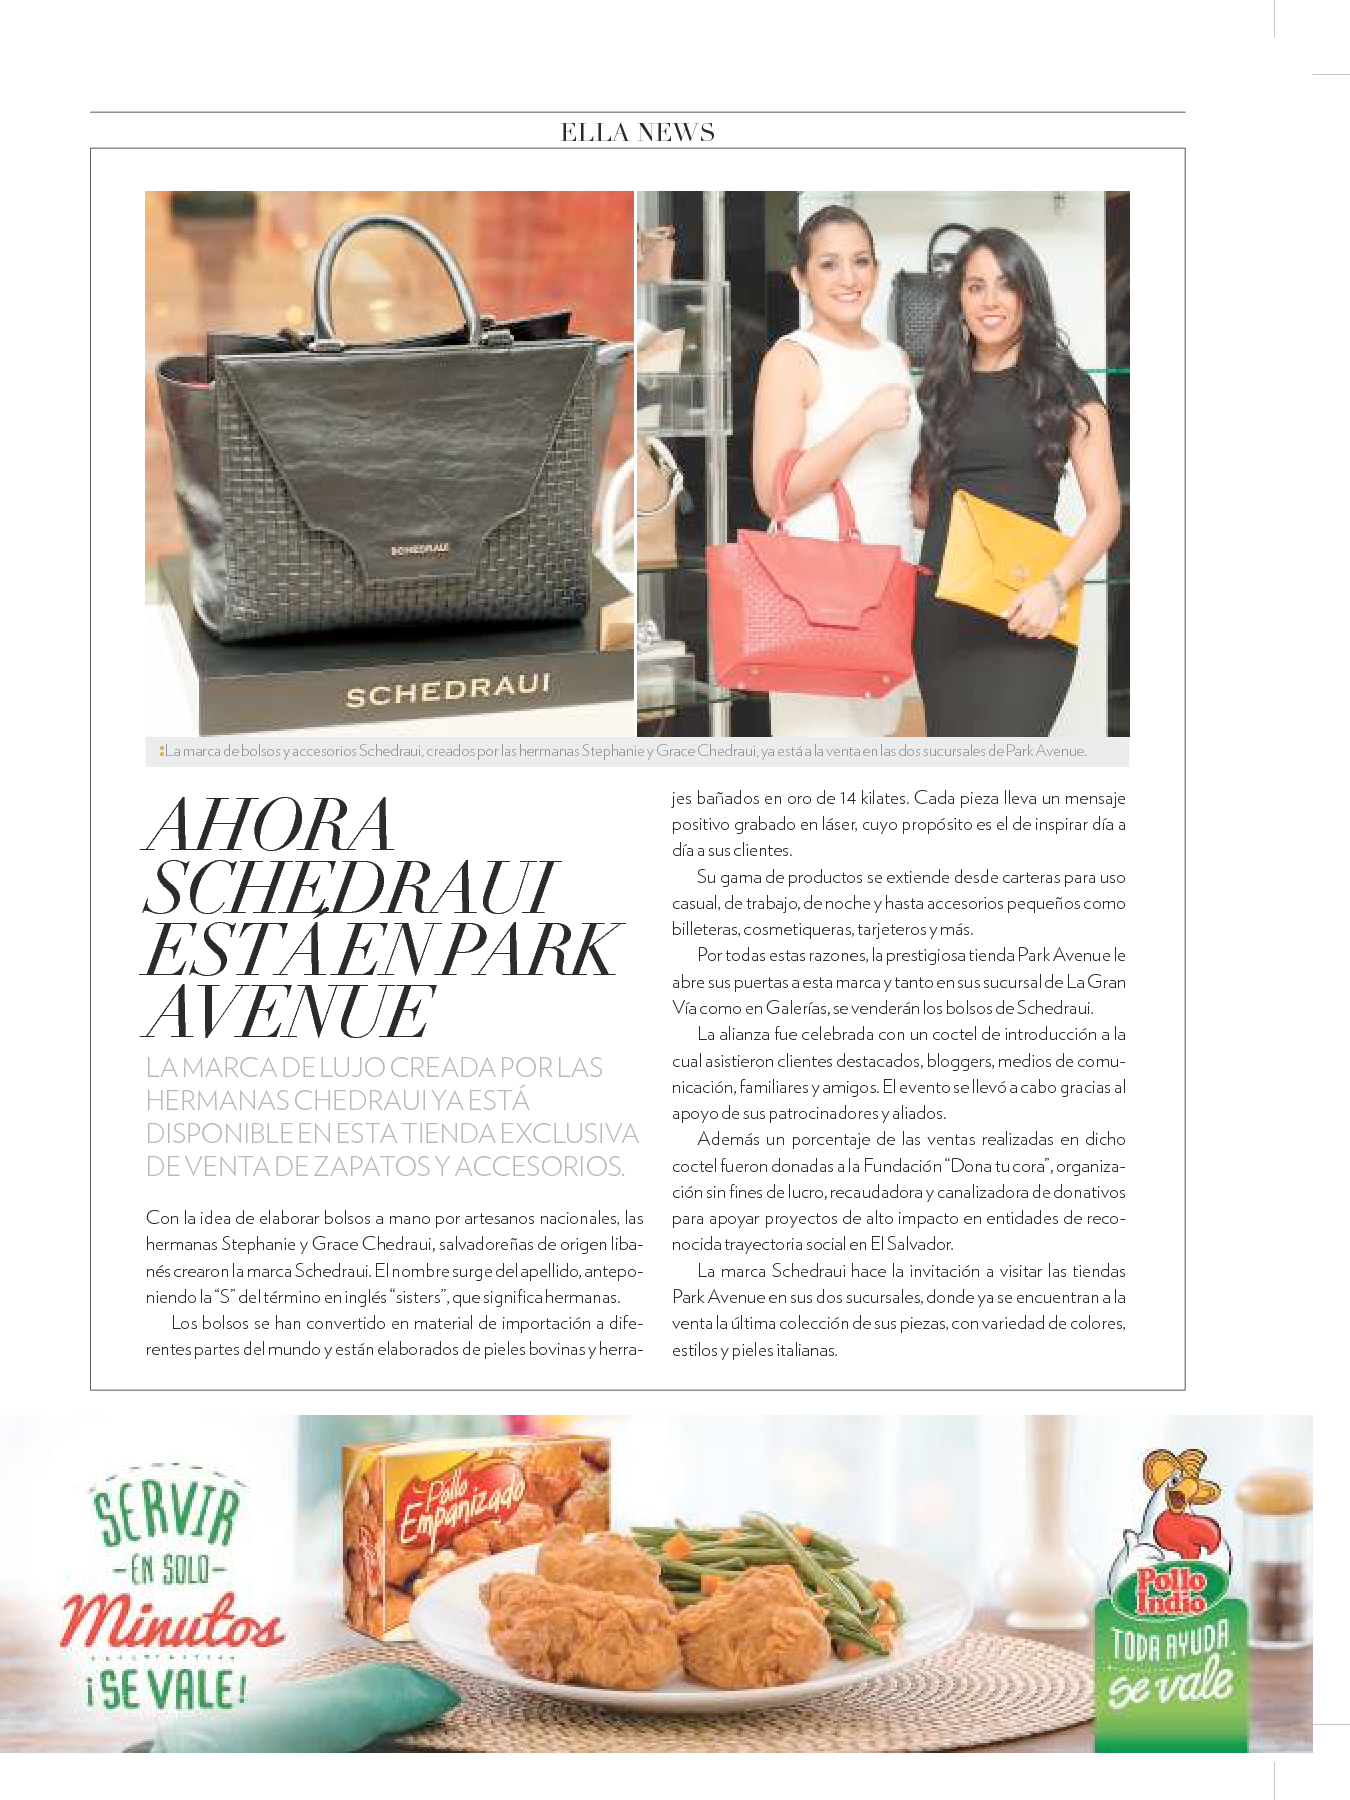 ELLA NEWS
SCHEDRAUI
SCHEDRAUI
:La marca de bolsos y accesorios Schedraui, creados por las hermanas Stephanie y Grace Chedraui, ya está a la venta en las dos sucursales de Park Avenue.
AHORA
SCHEDRAUI
ESTÁ EN PARK
AVENUE
LA MARCA DE LUJO CREADA POR LAS
HERMANAS CHEDRAUI YA ESTÁ
DISPONIBLE EN ESTA TIENDA EXCLUSIVA
DE VENTA DE ZAPATOS Y ACCESORIOS.
Con la idea de elaborar bolsos a mano por artesanos nacionales, las
hermanas Stephanie y Grace Chedraui, salvadoreñas de origen liba-
nés crearon la marca Schedraui. El nombre surge del apellido, antepo-
niendo la “S” del término en inglés “sisters”, que significa hermanas.
Los bolsos se han convertido en material de importación a dife-
rentes partes del mundo y están elaborados de pieles bovinas y herra-
jes bañados en oro de 14 kilates. Cada pieza lleva un mensaje
positivo grabado en láser, cuyo propósito es el de inspirar día a
día a sus clientes.
Su gama de productos se extiende desde carteras para uso
casual, de trabajo, de noche y hasta accesorios pequeños como
billeteras, cosmetiqueras, tarjeteros y más.
Por todas estas razones, la prestigiosa tienda Park Avenue le
abre sus puertas a esta marca y tanto en sus sucursal de La Gran
Vía como en Galerías, se venderán los bolsos de Schedraui.
La alianza fue celebrada con un coctel de introducción a la
cual asistieron clientes destacados, bloggers, medios de comu-
nicación, familiares y amigos. El evento se llevó a cabo gracias al
apoyo de sus patrocinadores y aliados.
Además un porcentaje de las ventas realizadas en dicho
coctel fueron donadas a la Fundación “Dona tu cora”, organiza-
ción sin fines de lucro, recaudadora y canalizadora de donativos
para apoyar proyectos de alto impacto en entidades de reco-
nocida trayectoria social en El Salvador.
La marca Schedraui hace la invitación a visitar las tiendas
Park Avenue en sus dos sucursales, donde ya se encuentran a la
venta la última colección de sus piezas, con variedad de colores,
estilos y pieles italianas.
SERVIR
-EN SOLO-
Minutos
¡SE VALE!
Pollo
Empanizado
Pollo
Indio
TODA AYUDA
se vale